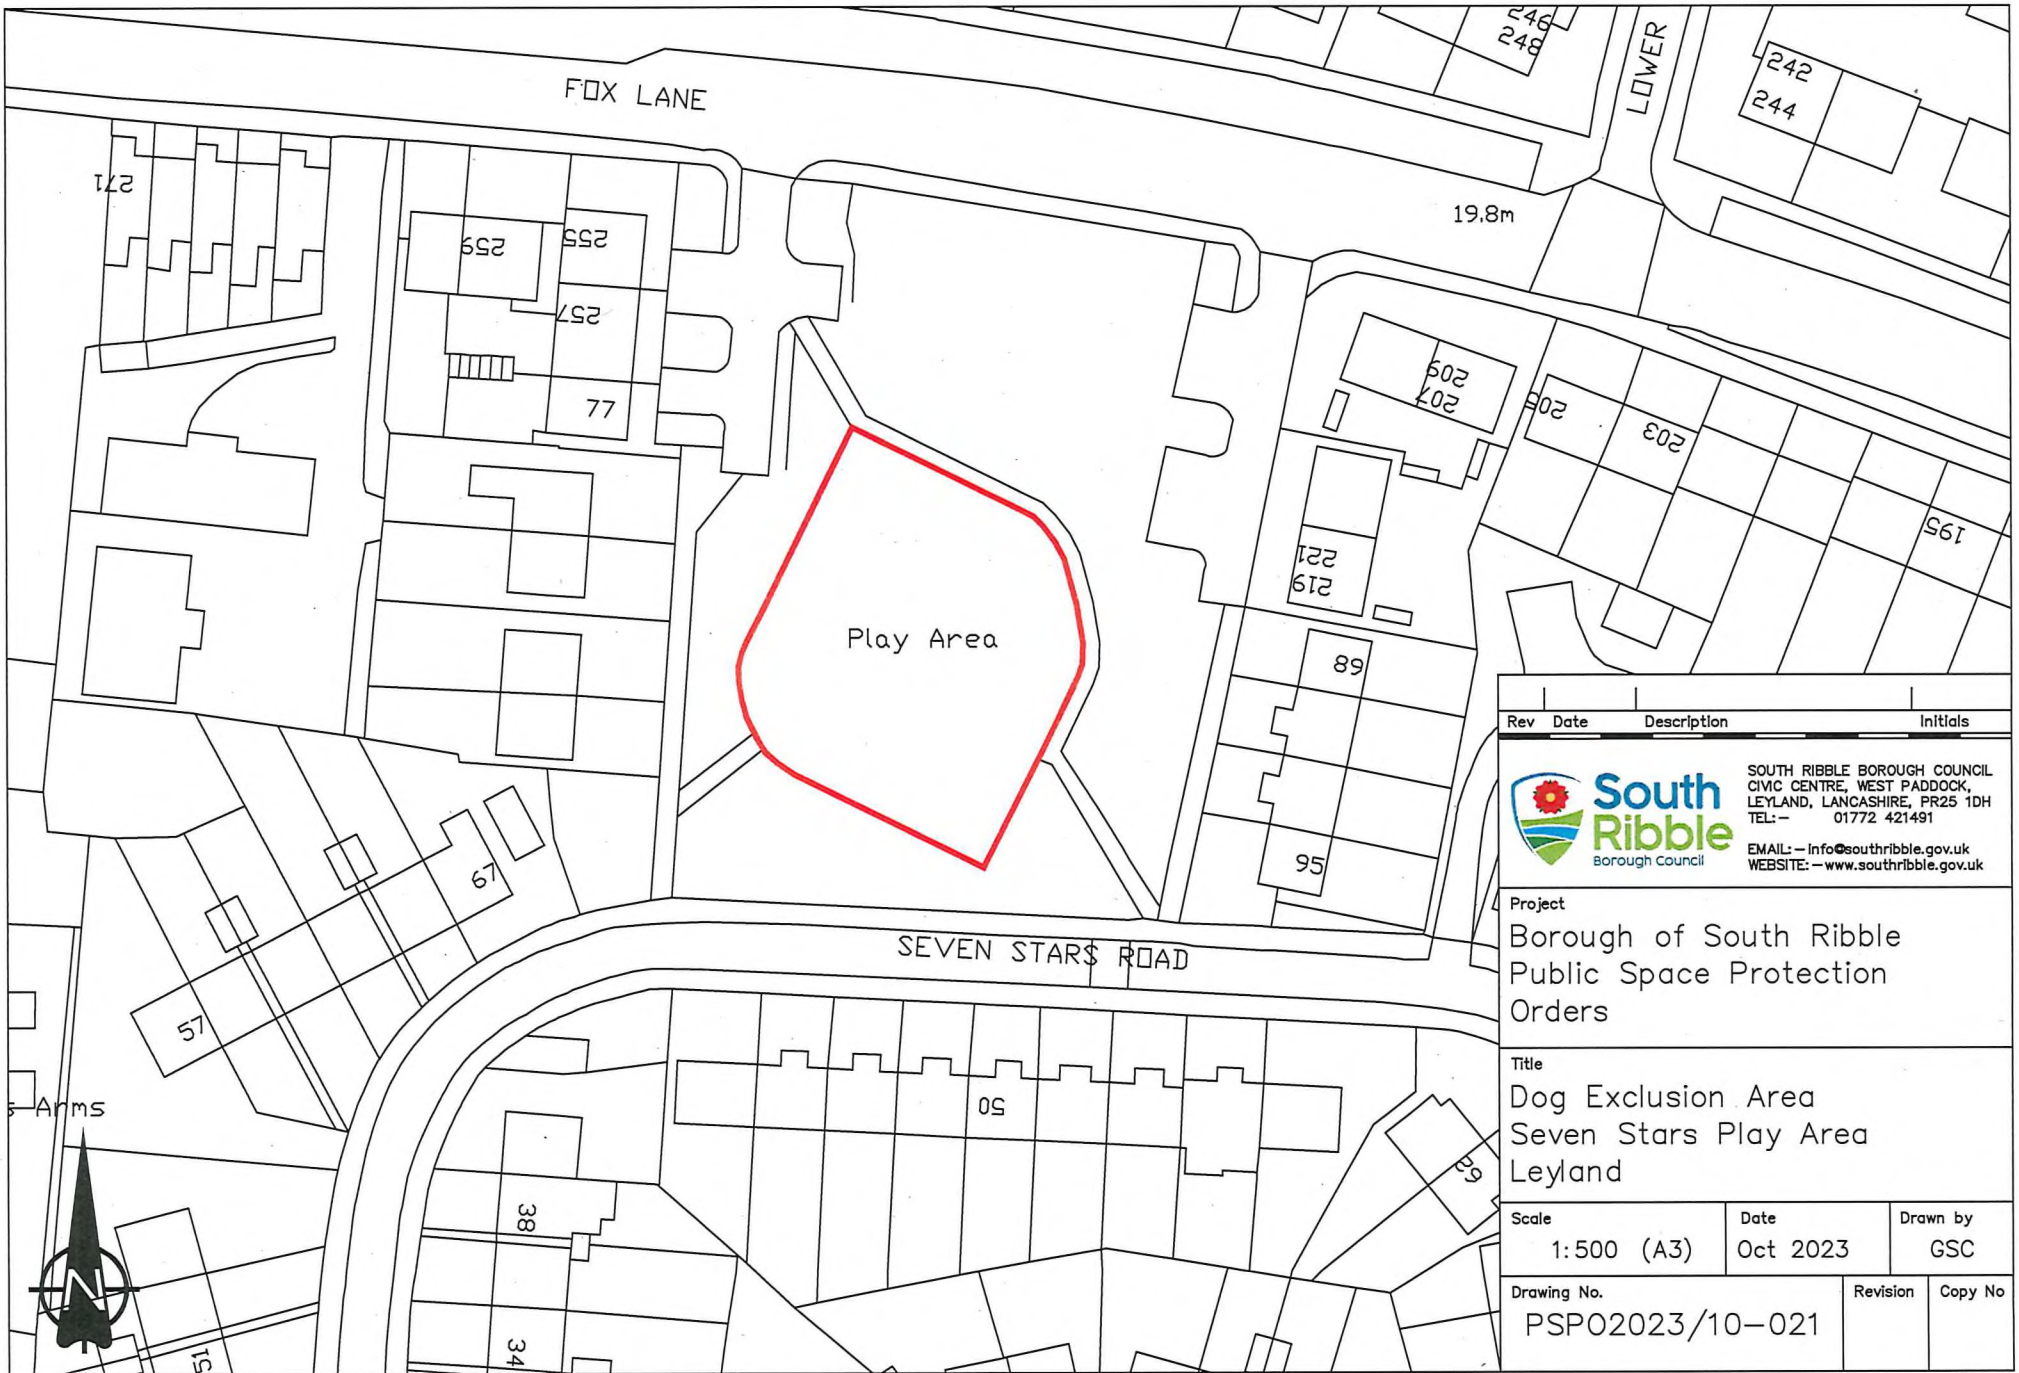 FOX LANE
246
248
LOWER
242
244
271
259
255
257
77
19.8m
209
207
205
203
195
221
219
Play Area
89
95
67
57
SEVEN STARS ROAD
50
62
38
34
51
Arms
N
Rev Date Description Initials
South
Ribble
Borough Council
SOUTH RIBBLE BOROUGH COUNCIL
CIVIC CENTRE, WEST PADDOCK,
LEYLAND, LANCASHIRE, PR25 1DH
TEL:- 01772 421491
EMAIL:-info@southribble.gov.uk
WEBSITE:-www.southribble.gov.uk
Project
Borough of South Ribble
Public Space Protection
Orders
Title
Dog Exclusion Area
Seven Stars Play Area
Leyland
Scale
1:500 (A3)
Date
Oct 2023
Drawn by
GSC
Drawing No.
PSPO2023/10-021
Revision
Copy No